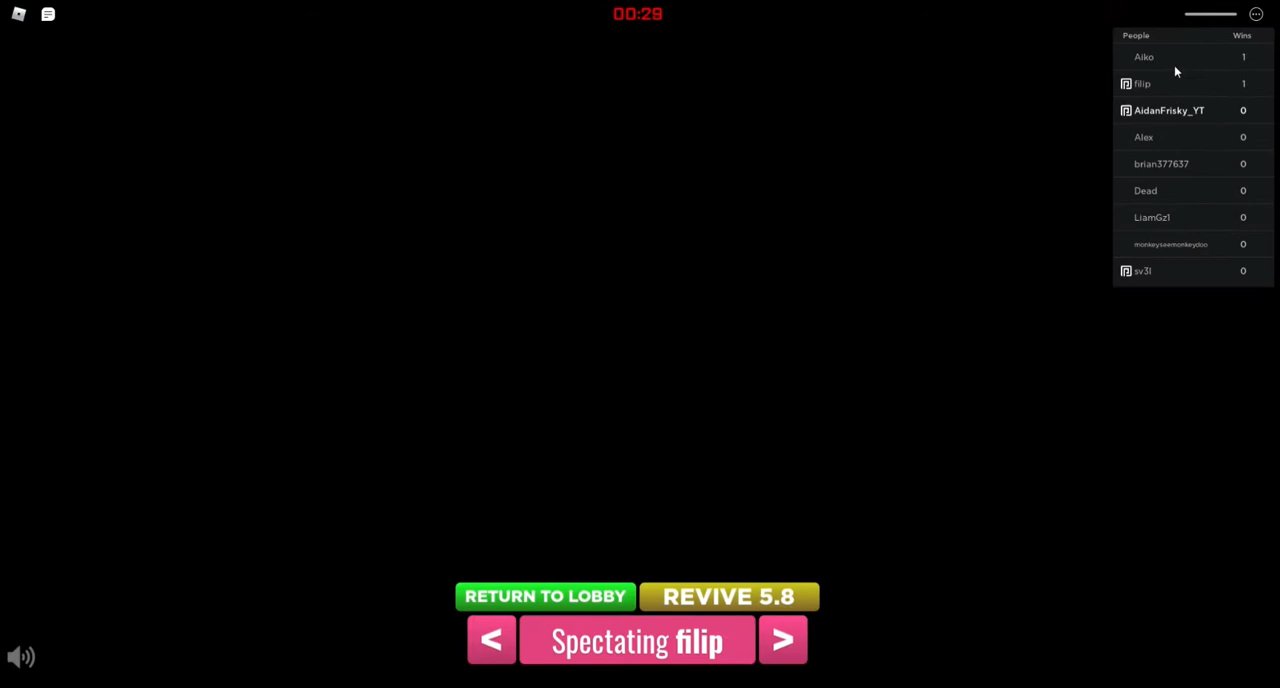 00:29
People Wins
Aiko 1
filip 1
AidanFrisky_YT 0
Alex 0
brian377637 0
Dead 0
LiamGz1 0
monkeyseemonkeydoo 0
sv3l 0
RETURN TO LOBBY REVIVE 5.8
< Spectating filip >